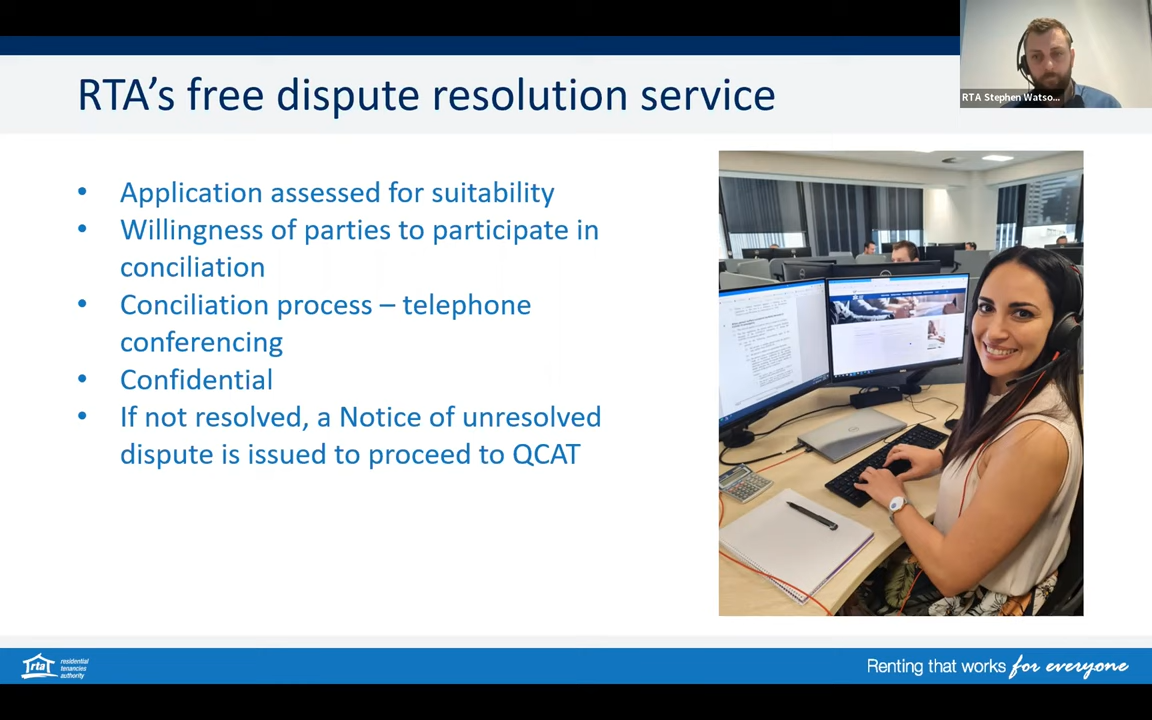 RTA's free dispute resolution service
RTA Stephen Watso...
• Application assessed for suitability
• Willingness of parties to participate in
conciliation
• Conciliation process – telephone
conferencing
• Confidential
• If not resolved, a Notice of unresolved
dispute is issued to proceed to QCAT
rta
residential
tenancies
authority
Renting that works for everyone